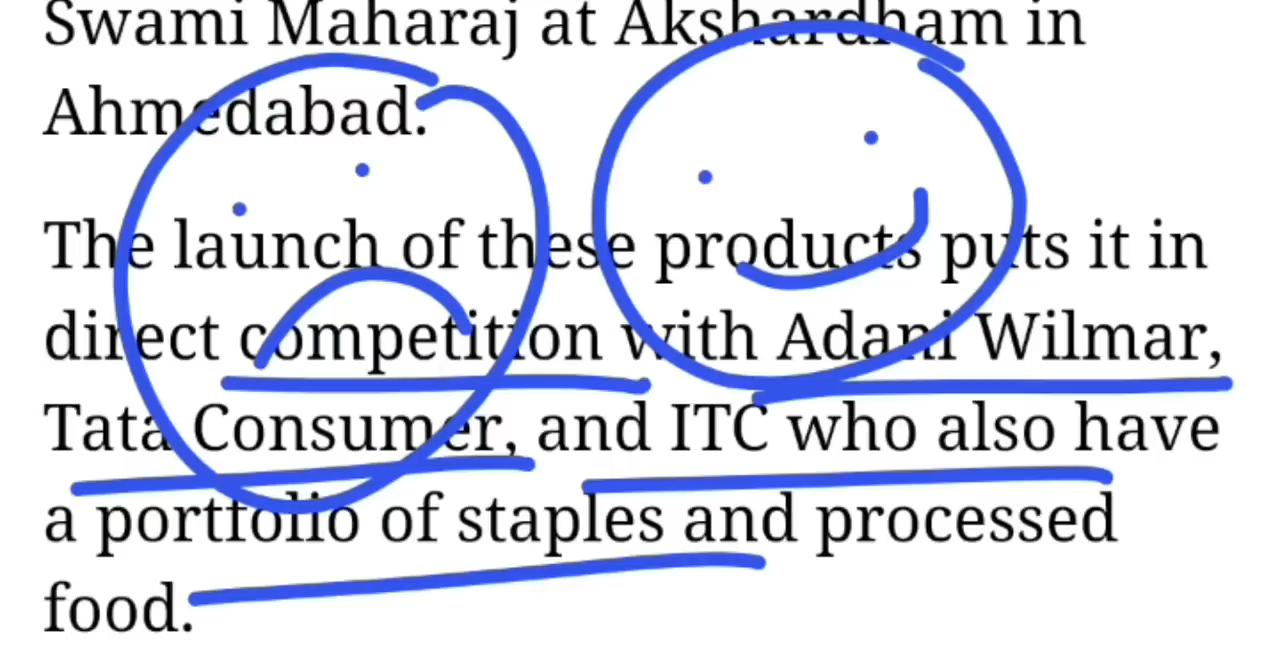 Swami Maharaj at Akshardham in
Ahmedabad.
The launch of these products puts it in
direct competition with Adani Wilmar,
Tata Consumer, and ITC who also have
a portfolio of staples and processed
food.